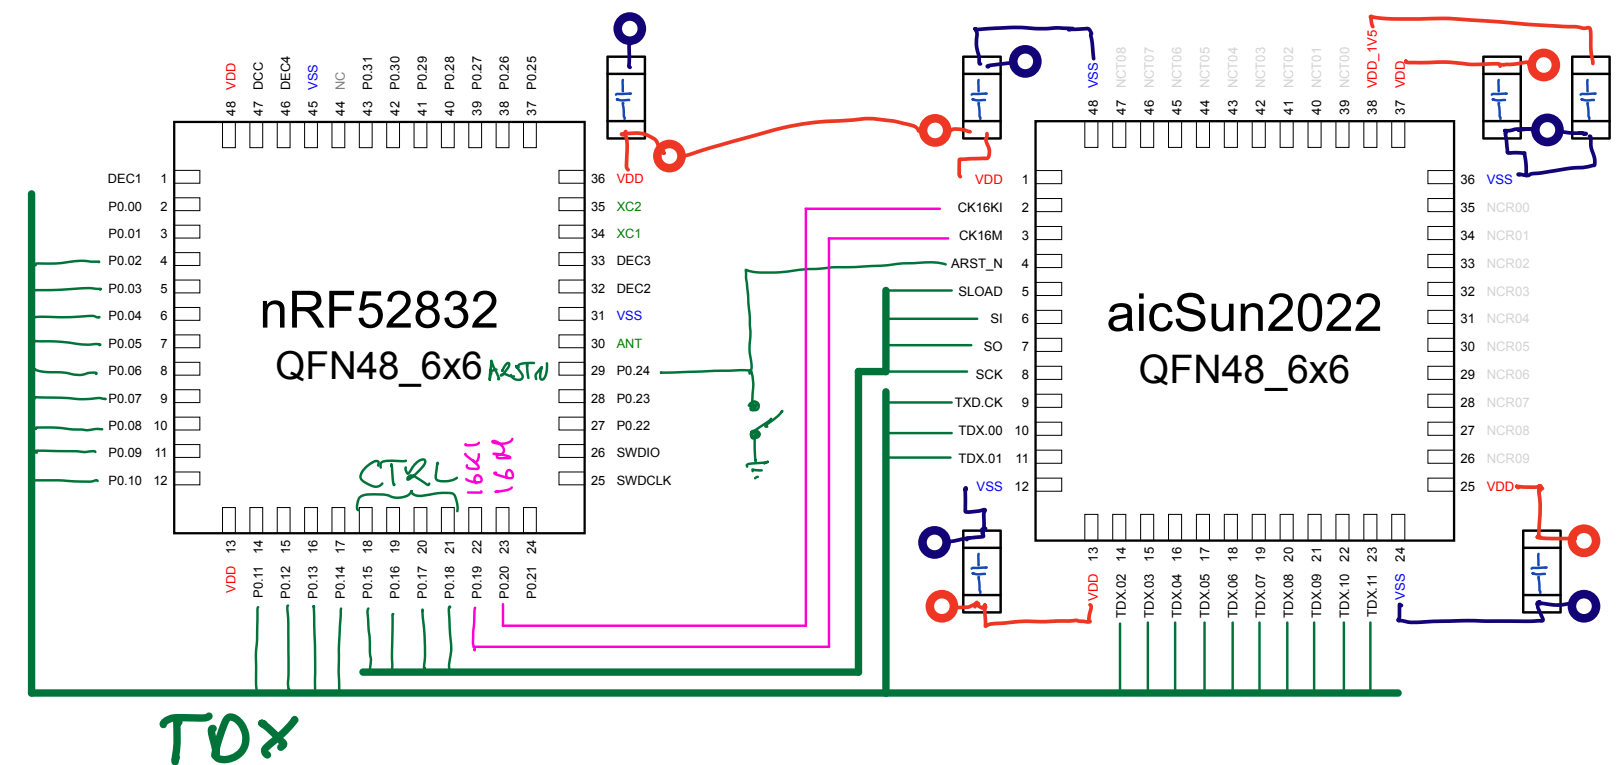 48 VDD
47 DCC
46 DEC4
45 VSS
44 NC
43 P0.31
42 P0.30
41 P0.29
40 P0.28
39 P0.27
38 P0.26
37 P0.25
DEC1 1
P0.00 2
P0.01 3
P0.02 4
P0.03 5
P0.04 6
P0.05 7
P0.06 8
P0.07 9
P0.08 10
P0.09 11
P0.10 12
nRF52832
QFN48_6x6
ARSTN
CTRL
16KI
16M
36 VDD
35 XC2
34 XC1
33 DEC3
32 DEC2
31 VSS
30 ANT
29 P0.24
28 P0.23
27 P0.22
26 SWDIO
25 SWDCLK
13 VDD
14 P0.11
15 P0.12
16 P0.13
17 P0.14
18 P0.15
19 P0.16
20 P0.17
21 P0.18
22 P0.19
23 P0.20
24 P0.21
TDX
48 VSS
47 NCT08
46 NCT07
45 NCT06
44 NCT05
43 NCT04
42 NCT03
41 NCT02
40 NCT01
39 NCT00
38 VDD_1V5
37 VDD
VDD 1
CK16KI 2
CK16M 3
ARST_N 4
SLOAD 5
SI 6
SO 7
SCK 8
TXD.CK 9
TDX.00 10
TDX.01 11
VSS 12
aicSun2022
QFN48_6x6
36 VSS
35 NCR00
34 NCR01
33 NCR02
32 NCR03
31 NCR04
30 NCR05
29 NCR06
28 NCR07
27 NCR08
26 NCR09
25 VDD
13 VDD
14 TDX.02
15 TDX.03
16 TDX.04
17 TDX.05
18 TDX.06
19 TDX.07
20 TDX.08
21 TDX.09
22 TDX.10
23 TDX.11
24 VSS